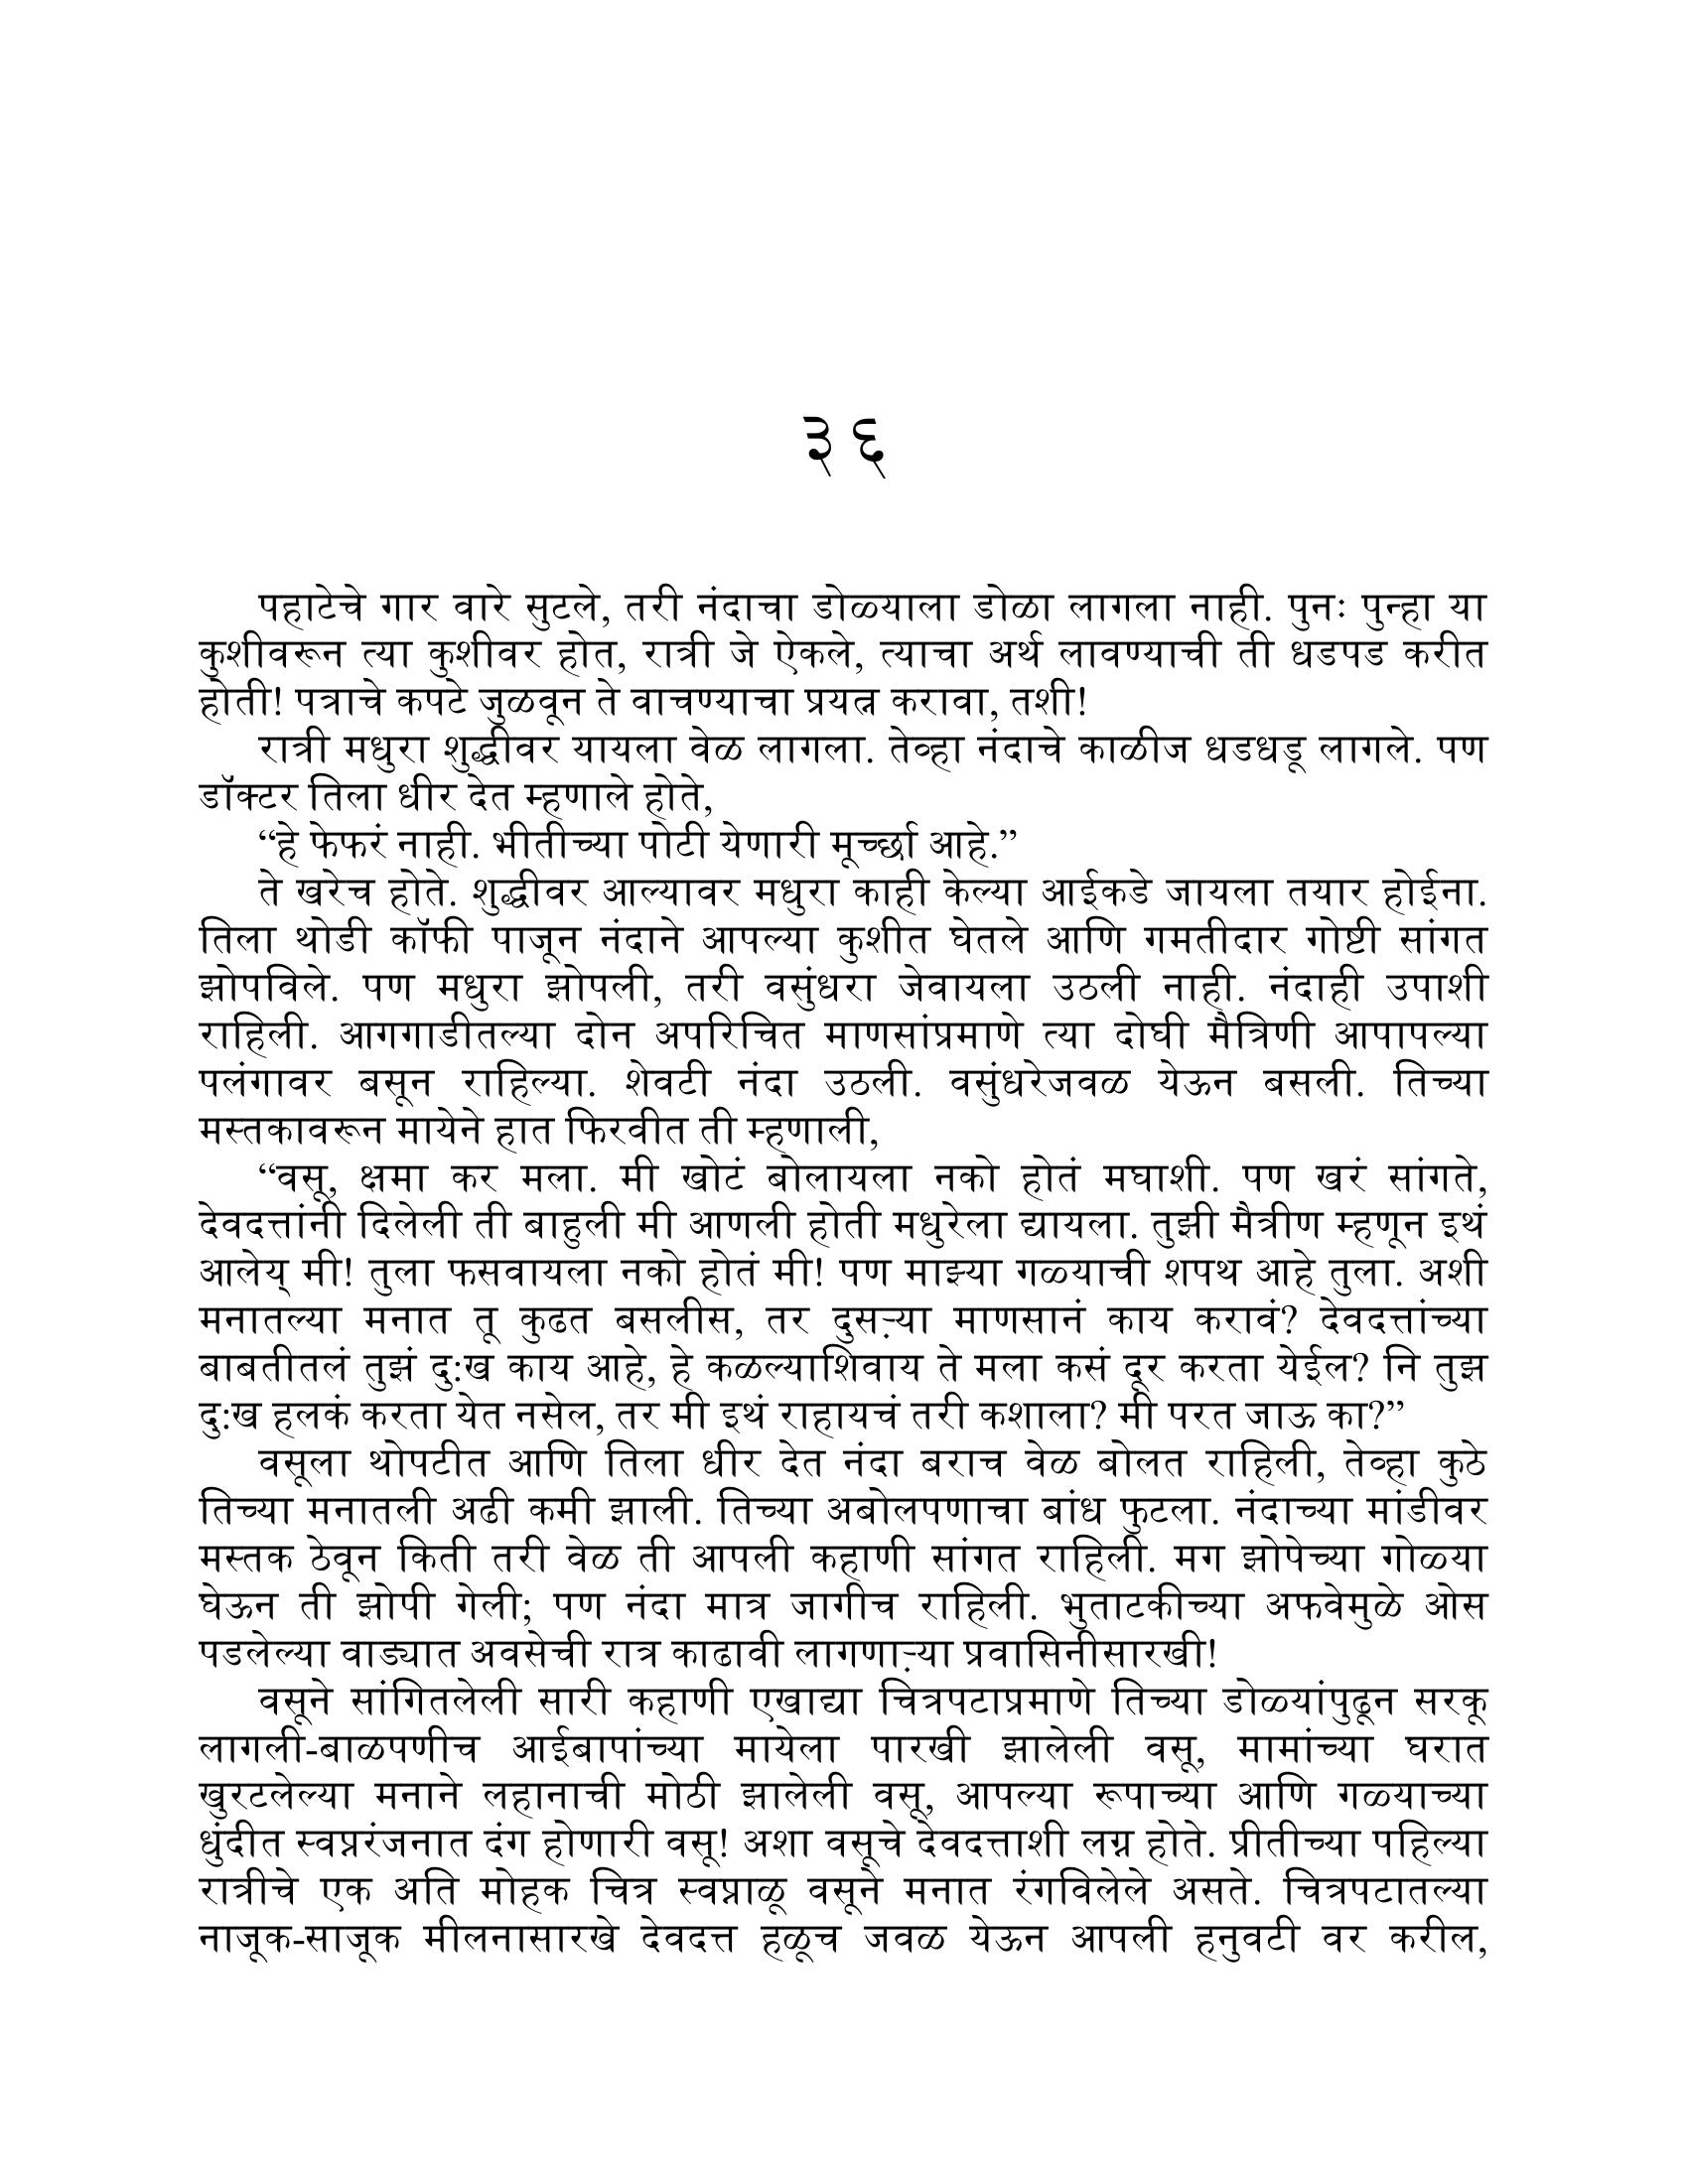 ३६
पहाटेचे गार वारे सुटले, तरी नंदाचा डोळ्याला डोळा लागला नाही. पुनः पुन्हा या
कुशीवरून त्या कुशीवर होत, रात्री जे ऐकले, त्याचा अर्थ लावण्याची ती धडपड करीत
होती! पत्राचे कपटे जुळवून ते वाचण्याचा प्रयत्न करावा, तशी!
रात्री मधुरा शुद्धीवर यायला वेळ लागला. तेव्हा नंदाचे काळीज धडधडू लागले. पण
डॉक्टर तिला धीर देत म्हणाले होते,
“हे फेफरं नाही. भीतीच्या पोटी येणारी मूर्च्छा आहे.”
ते खरेच होते. शुद्धीवर आल्यावर मधुरा काही केल्या आईकडे जायला तयार होईना.
तिला थोडी कॉफी पाजून नंदाने आपल्या कुशीत घेतले आणि गमतीदार गोष्टी सांगत
झोपविले. पण मधुरा झोपली, तरी वसुंधरा जेवायला उठली नाही. नंदाही उपाशी
राहिली. आगगाडीतल्या दोन अपरिचित माणसांप्रमाणे त्या दोघी मैत्रिणी आपापल्या
पलंगावर बसून राहिल्या. शेवटी नंदा उठली. वसुंधरेजवळ येऊन बसली. तिच्या
मस्तकावरून मायेने हात फिरवीत ती म्हणाली,
“वसू, क्षमा कर मला. मी खोटं बोलायला नको होतं मघाशी. पण खरं सांगते,
देवदत्तांनी दिलेली ती बाहुली मी आणली होती मधुरेला द्यायला. तुझी मैत्रीण म्हणून इथं
आलेय् मी! तुला फसवायला नको होतं मी! पण माझ्या गळ्याची शपथ आहे तुला. अशी
मनातल्या मनात तू कुढत बसलीस, तर दुसऱ्या माणसानं काय करावं? देवदत्तांच्या
बाबतीतलं तुझं दुःख काय आहे, हे कळल्याशिवाय ते मला कसं दूर करता येईल? नि तुझ
दुःख हलकं करता येत नसेल, तर मी इथं राहायचं तरी कशाला? मी परत जाऊ का?”
वसूला थोपटीत आणि तिला धीर देत नंदा बराच वेळ बोलत राहिली, तेव्हा कुठे
तिच्या मनातली अढी कमी झाली. तिच्या अबोलपणाचा बांध फुटला. नंदाच्या मांडीवर
मस्तक ठेवून किती तरी वेळ ती आपली कहाणी सांगत राहिली. मग झोपेच्या गोळ्या
घेऊन ती झोपी गेली; पण नंदा मात्र जागीच राहिली. भुताटकीच्या अफवेमुळे ओस
पडलेल्या वाड्यात अवसेची रात्र काढावी लागणाऱ्या प्रवासिनीसारखी!
वसूने सांगितलेली सारी कहाणी एखाद्या चित्रपटाप्रमाणे तिच्या डोळ्यांपुढून सरकू
लागली-बाळपणीच आईबापांच्या मायेला पारखी झालेली वसू, मामांच्या घरात
खुरटलेल्या मनाने लहानाची मोठी झालेली वसू, आपल्या रूपाच्या आणि गळ्याच्या
धुंदीत स्वप्नरंजनात दंग होणारी वसू! अशा वसूचे देवदत्ताशी लग्न होते. प्रीतीच्या पहिल्या
रात्रीचे एक अति मोहक चित्र स्वप्नाळू वसूने मनात रंगविलेले असते. चित्रपटातल्या
नाजूक-साजूक मीलनासारखे देवदत्त हळूच जवळ येऊन आपली हनुवटी वर करील,